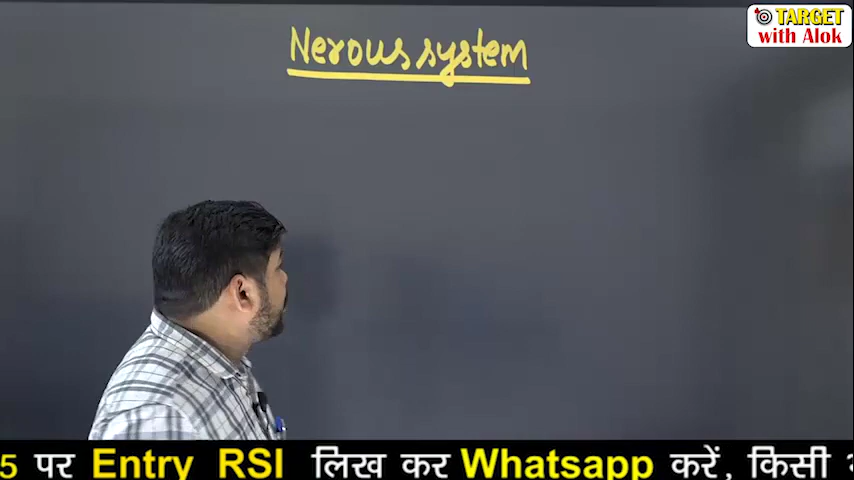 Nerous system
TARGET
with Alok
5 पर Entry RSI लिख कर Whatsapp करें, किसी